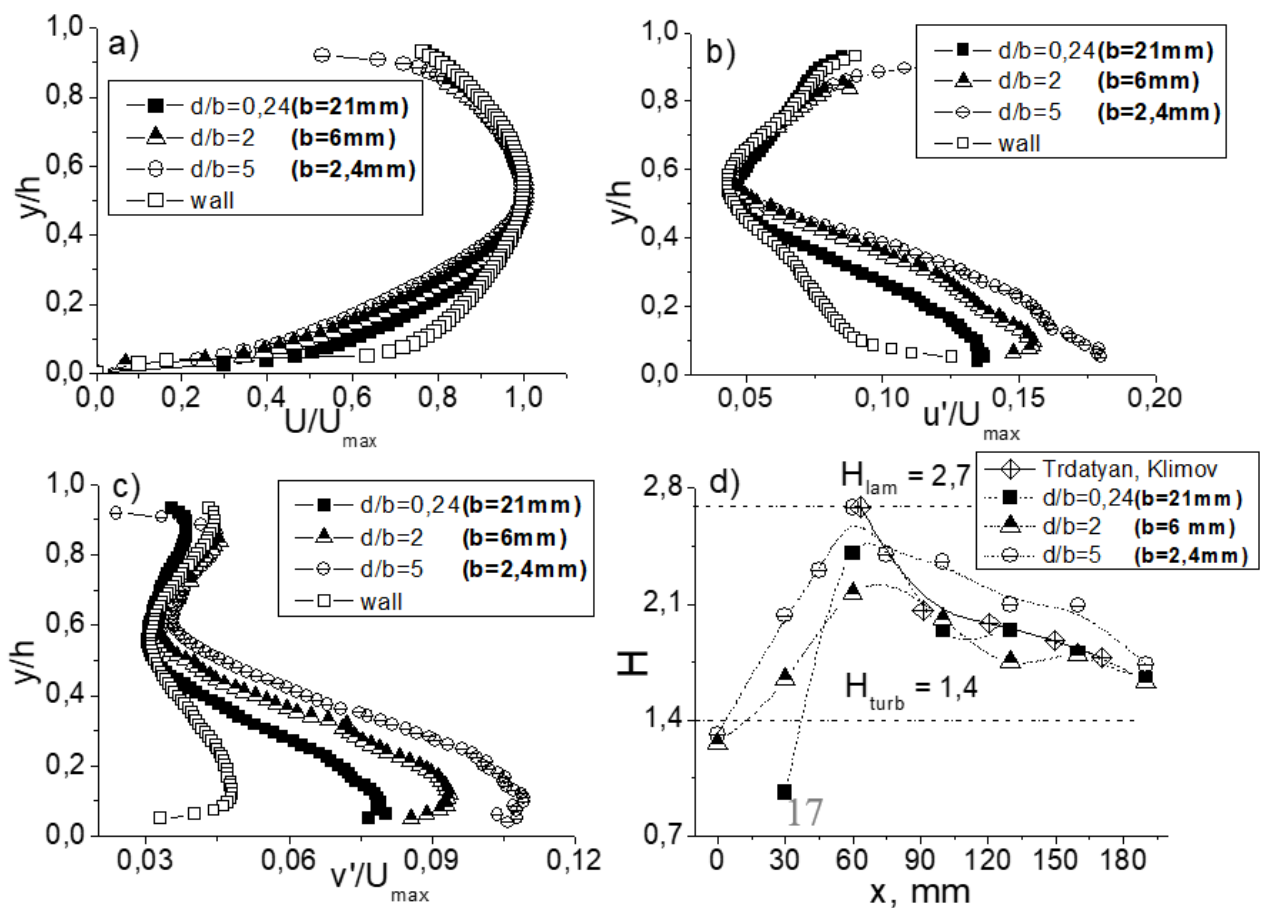 a)
1,0
0,8
0,6
0,4
0,2
0,0
y/h
d/b=0,24(b=21mm)
d/b=2 (b=6mm)
d/b=5 (b=2,4mm)
wall
0,0 0,2 0,4 0,6 0,8 1,0
U/Umax
b)
1,0
0,8
0,6
0,4
0,2
0,0
y/h
d/b=0,24(b=21mm)
d/b=2 (b=6mm)
d/b=5 (b=2,4mm)
wall
0,05 0,10 0,15 0,20
u'/Umax
c)
1,0
0,8
0,6
0,4
0,2
0,0
y/h
d/b=0,24(b=21mm)
d/b=2 (b=6mm)
d/b=5 (b=2,4mm)
wall
0,03 0,06 0,09 0,12
v'/Umax
d)
2,8
2,1
1,4
0,7
H
Hlam = 2,7
Trdatyan, Klimov
d/b=0,24(b=21mm)
d/b=2 (b=6 mm)
d/b=5 (b=2,4mm)
Hturb = 1,4
17
0 30 60 90 120 150 180
x, mm